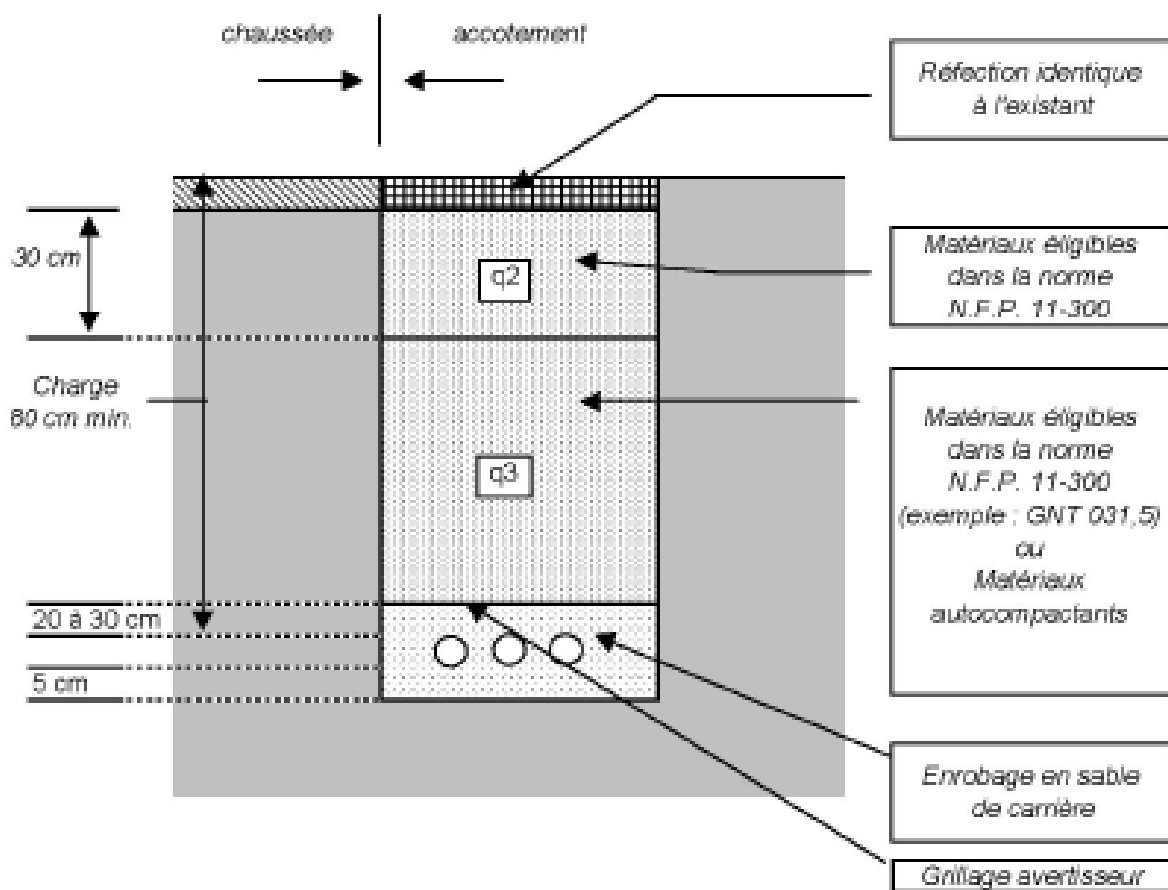 chaussée
accotement
Réfection identique
à l'existant
30 cm
q2
Matériaux éligibles
dans la norme
N.F.P. 11-300
Charge
80 cm min.
q3
Matériaux éligibles
dans la norme
N.F.P. 11-300
(exemple : GNT 031,5)
ou
Matériaux
autocompactants
20 à 30 cm
5 cm
Enrobage en sable
de carrière
Grillage avertisseur